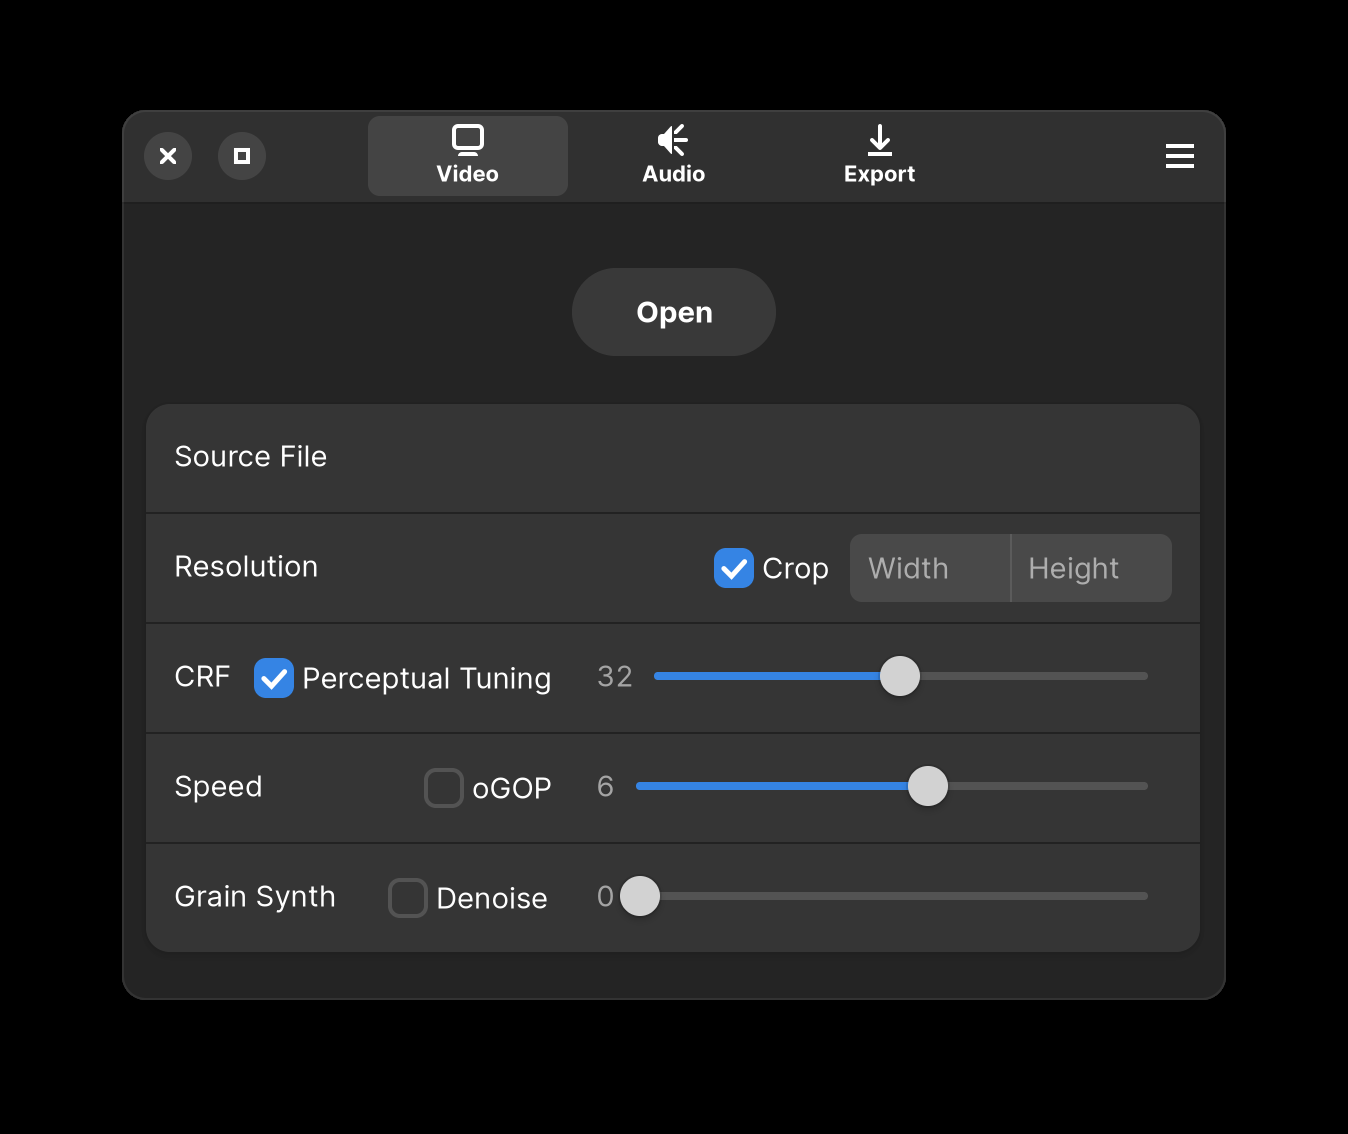 Video Audio Export
Open
Source File
Resolution Crop Width Height
CRF Perceptual Tuning 32
Speed oGOP 6
Grain Synth Denoise 0